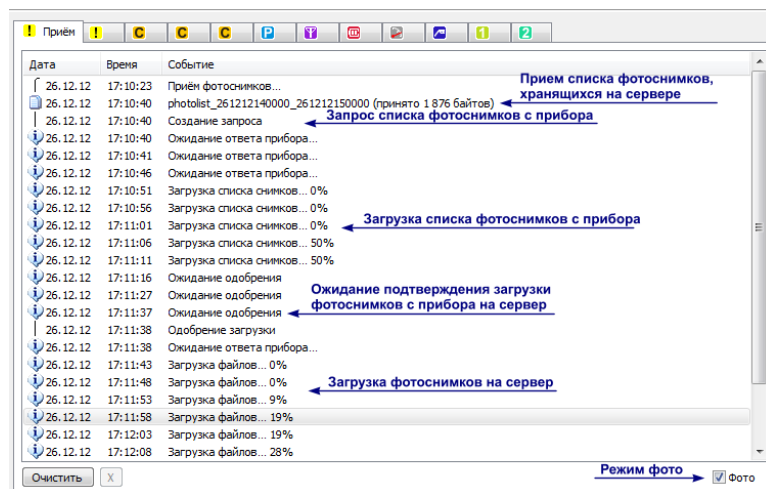 ! Приём ! C C C P 1 2
Дата Время Событие
26.12.12 17:10:23 Приём фотоснимков...
Прием списка фотоснимков,
хранящихся на сервере
26.12.12 17:10:40 photolist_261212140000_261212150000 (принято 1 876 байтов)
26.12.12 17:10:40 Создание запроса
Запрос списка фотоснимков с прибора
26.12.12 17:10:40 Ожидание ответа прибора...
26.12.12 17:10:41 Ожидание ответа прибора...
26.12.12 17:10:46 Ожидание ответа прибора...
26.12.12 17:10:51 Загрузка списка снимков... 0%
26.12.12 17:10:56 Загрузка списка снимков... 0%
26.12.12 17:11:01 Загрузка списка снимков... 0%
Загрузка списка фотоснимков с прибора
26.12.12 17:11:06 Загрузка списка снимков... 50%
26.12.12 17:11:11 Загрузка списка снимков... 50%
26.12.12 17:11:16 Ожидание одобрения
26.12.12 17:11:27 Ожидание одобрения
Ожидание подтверждения загрузки
фотоснимков с прибора на сервер
26.12.12 17:11:37 Ожидание одобрения
26.12.12 17:11:38 Одобрение загрузки
26.12.12 17:11:38 Ожидание ответа прибора...
26.12.12 17:11:43 Загрузка файлов... 0%
26.12.12 17:11:48 Загрузка файлов... 0%
Загрузка фотоснимков на сервер
26.12.12 17:11:53 Загрузка файлов... 9%
26.12.12 17:11:58 Загрузка файлов... 19%
26.12.12 17:12:03 Загрузка файлов... 19%
26.12.12 17:12:08 Загрузка файлов... 28%
Очистить X Режим фото Фото